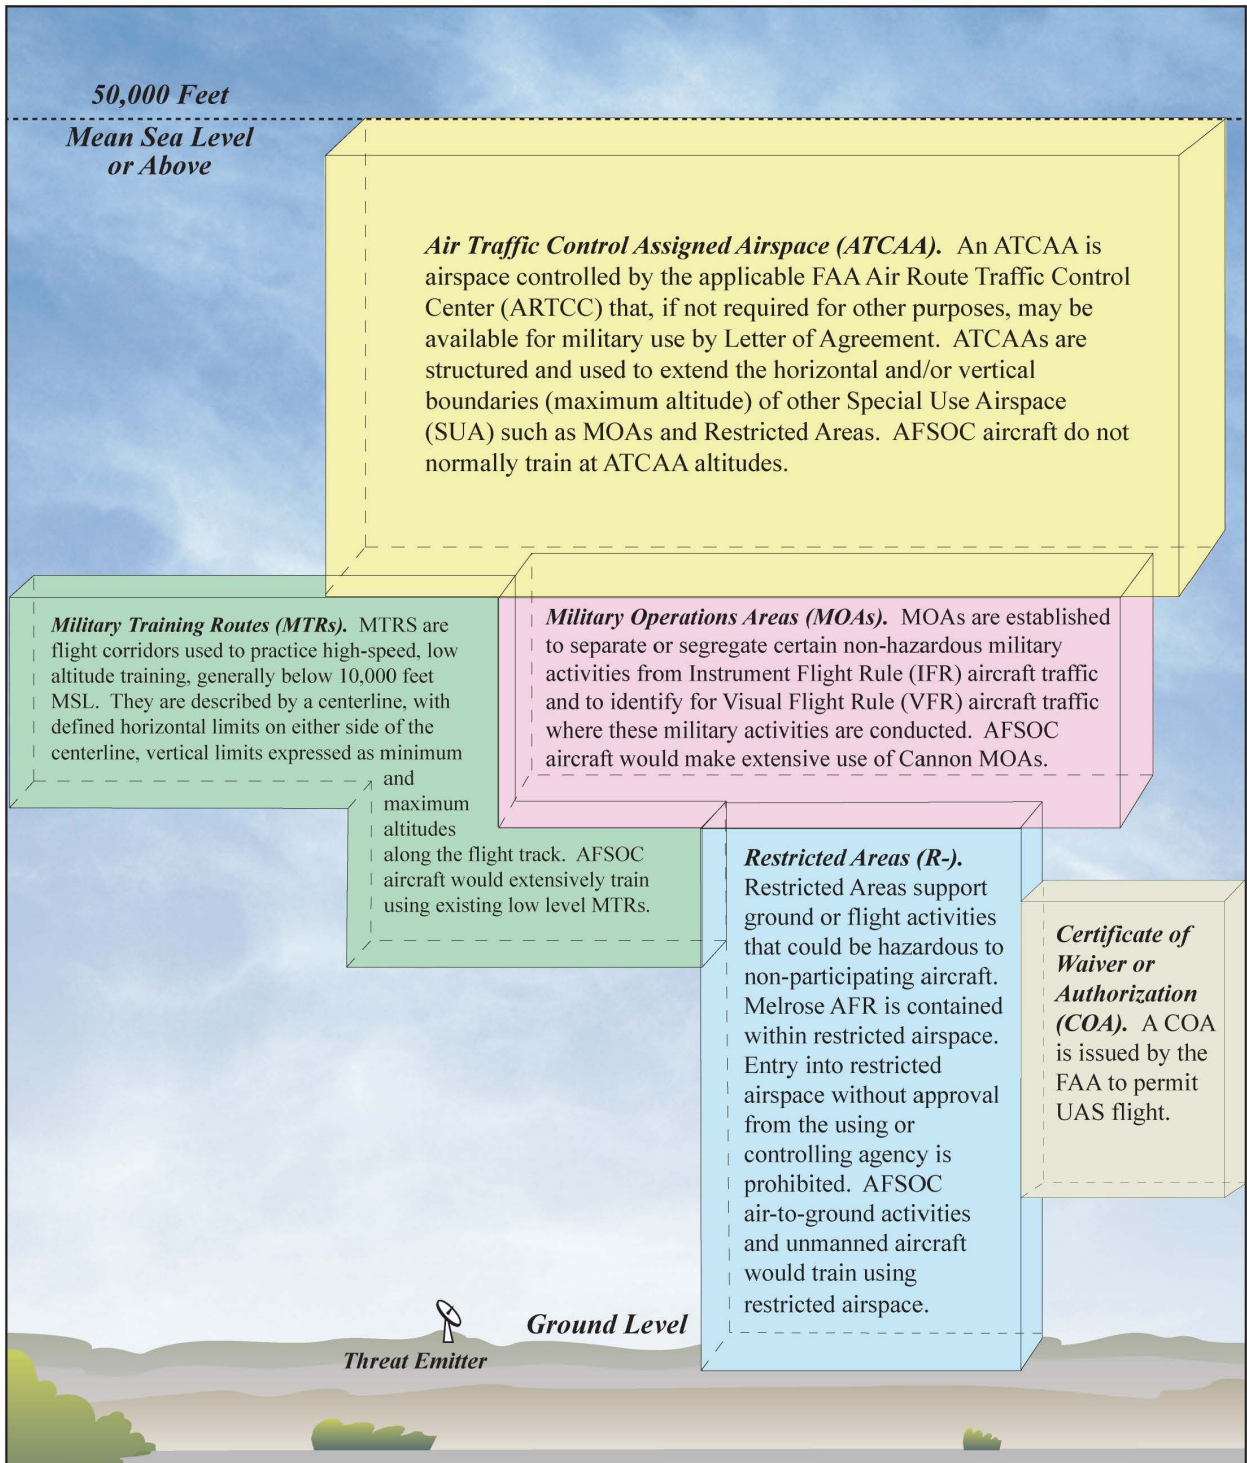 50,000 Feet
Mean Sea Level
or Above
Air Traffic Control Assigned Airspace (ATCAA). An ATCAA is
airspace controlled by the applicable FAA Air Route Traffic Control
Center (ARTCC) that, if not required for other purposes, may be
available for military use by Letter of Agreement. ATCAAs are
structured and used to extend the horizontal and/or vertical
boundaries (maximum altitude) of other Special Use Airspace
(SUA) such as MOAs and Restricted Areas. AFSOC aircraft do not
normally train at ATCAA altitudes.
Military Training Routes (MTRs). MTRS are
flight corridors used to practice high-speed, low
altitude training, generally below 10,000 feet
MSL. They are described by a centerline, with
defined horizontal limits on either side of the
centerline, vertical limits expressed as minimum
and
maximum
altitudes
along the flight track. AFSOC
aircraft would extensively train
using existing low level MTRs.
Military Operations Areas (MOAs). MOAs are established
to separate or segregate certain non-hazardous military
activities from Instrument Flight Rule (IFR) aircraft traffic
and to identify for Visual Flight Rule (VFR) aircraft traffic
where these military activities are conducted. AFSOC
aircraft would make extensive use of Cannon MOAs.
Restricted Areas (R-).
Restricted Areas support
ground or flight activities
that could be hazardous to
non-participating aircraft.
Melrose AFR is contained
within restricted airspace.
Entry into restricted
airspace without approval
from the using or
controlling agency is
prohibited. AFSOC
air-to-ground activities
and unmanned aircraft
would train using
restricted airspace.
Certificate of
Waiver or
Authorization
(COA). A COA
is issued by the
FAA to permit
UAS flight.
Ground Level
Threat Emitter